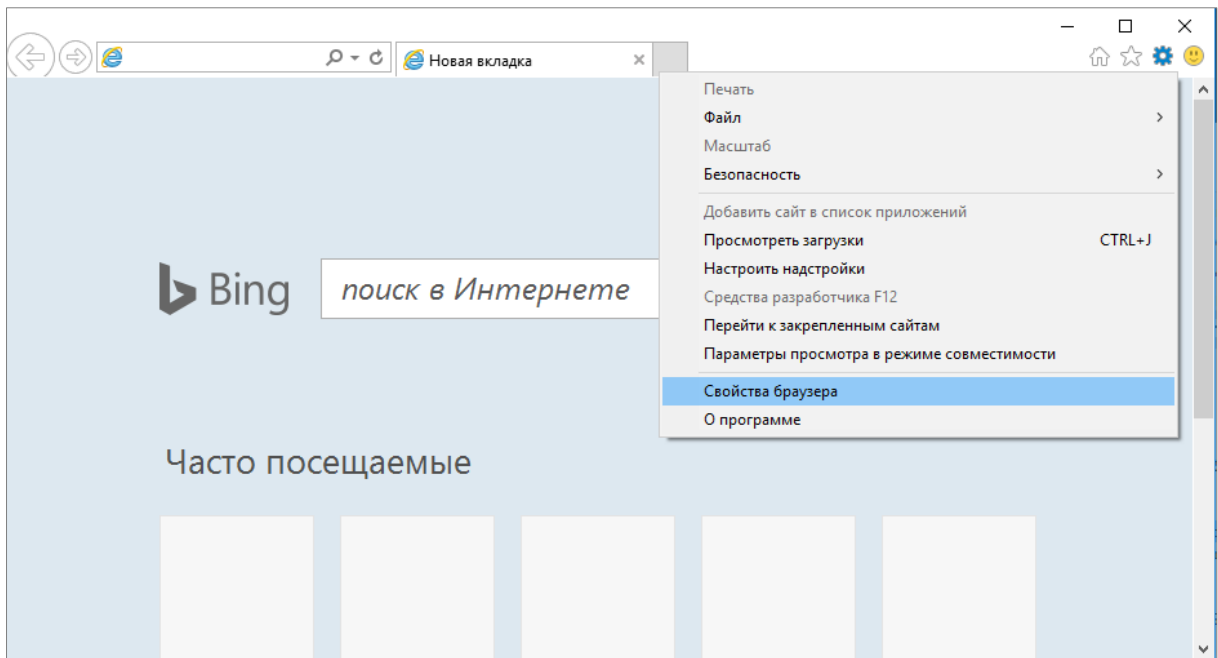 Новая вкладка
Печать
Файл
Масштаб
Безопасность
Добавить сайт в список приложений
Просмотреть загрузки CTRL+J
Настроить надстройки
Средства разработчика F12
Перейти к закрепленным сайтам
Параметры просмотра в режиме совместимости
Свойства браузера
О программе
Bing
поиск в Интернете
Часто посещаемые